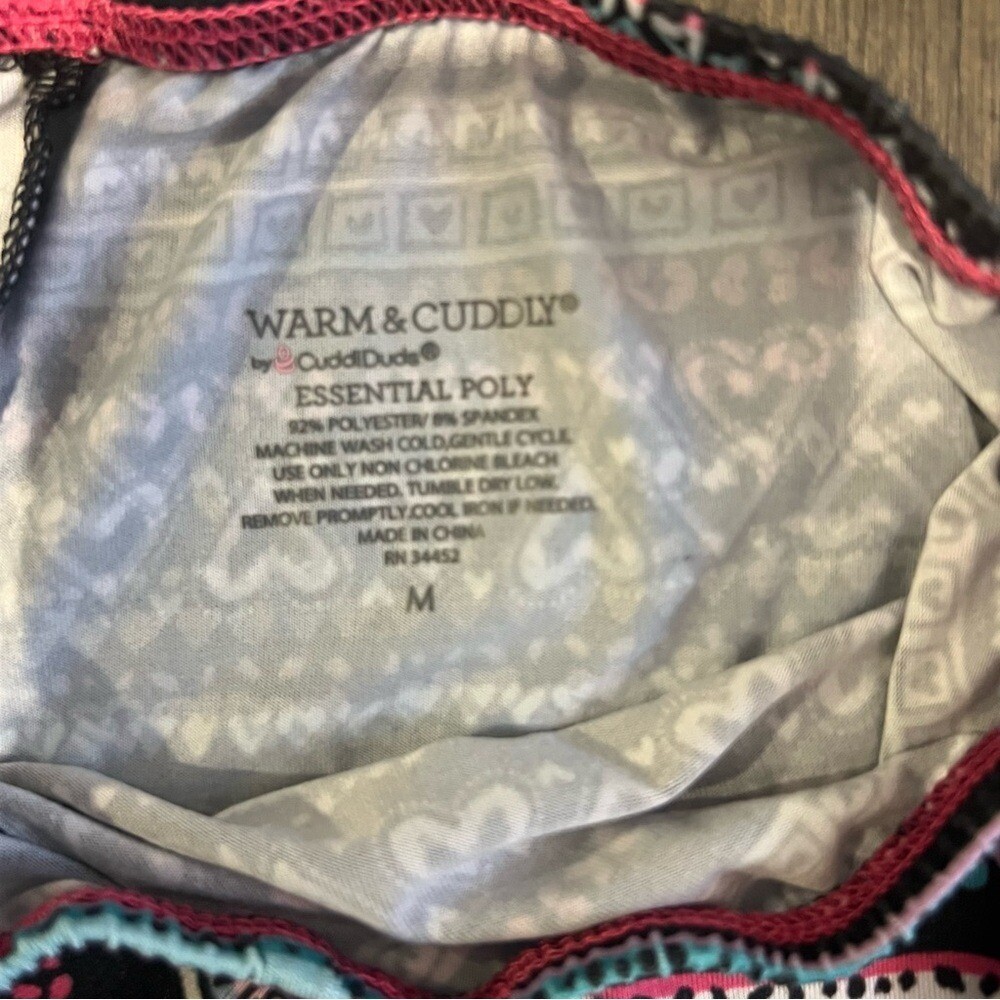 WARM & CUDDLY®
by CuddlDuds®
ESSENTIAL POLY
92% POLYESTER/ 8% SPANDEX
MACHINE WASH COLD,GENTLE CYCLE.
USE ONLY NON CHLORINE BLEACH
WHEN NEEDED. TUMBLE DRY LOW.
REMOVE PROMPTLY.COOL IRON IF NEEDED.
MADE IN CHINA
RN 34452
M